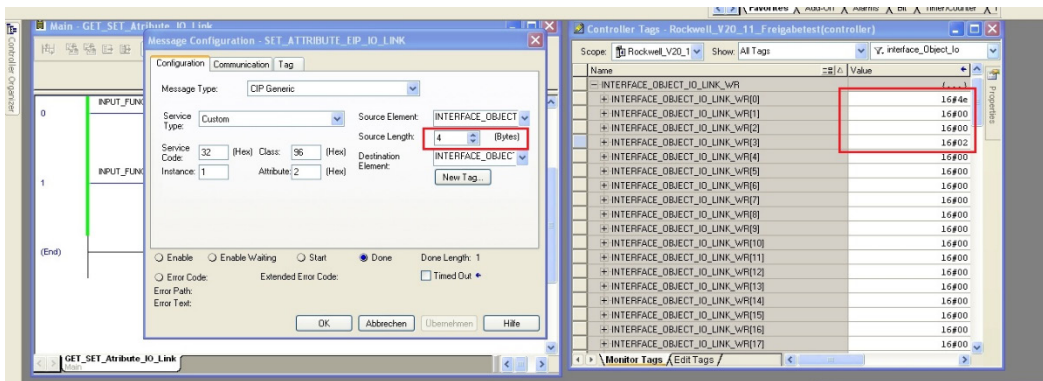 Favorites Add-On Alarms Bit Timer/Counter
Main - GET_SET_Atribute_IO_Link
Controller Organizer
0
INPUT_FUNC
1
INPUT_FUNC
(End)
GET_SET_Atribute_IO_Link
Main
Message Configuration - SET_ATTRIBUTE_EIP_IO_LINK
Configuration Communication Tag
Message Type: CIP Generic
Service Type: Custom
Source Element: INTERFACE_OBJECT
Source Length: 4 (Bytes)
Service Code: 32 (Hex) Class: 96 (Hex)
Destination Element: INTERFACE_OBJEC
Instance: 1 Attribute: 2 (Hex)
New Tag...
Enable Enable Waiting Start Done Done Length: 1
Error Code: Extended Error Code: Timed Out
Error Path:
Error Text:
OK Abbrechen Übernehmen Hilfe
Controller Tags - Rockwell_V20_11_Freigabetest(controller)
Scope: Rockwell_V20_1 Show: All Tags interface_Object_Io
Name Value
INTERFACE_OBJECT_IO_LINK_WR {...}
INTERFACE_OBJECT_IO_LINK_WR[0] 16#4e
INTERFACE_OBJECT_IO_LINK_WR[1] 16#00
INTERFACE_OBJECT_IO_LINK_WR[2] 16#00
INTERFACE_OBJECT_IO_LINK_WR[3] 16#02
INTERFACE_OBJECT_IO_LINK_WR[4] 16#00
INTERFACE_OBJECT_IO_LINK_WR[5] 16#00
INTERFACE_OBJECT_IO_LINK_WR[6] 16#00
INTERFACE_OBJECT_IO_LINK_WR[7] 16#00
INTERFACE_OBJECT_IO_LINK_WR[8] 16#00
INTERFACE_OBJECT_IO_LINK_WR[9] 16#00
INTERFACE_OBJECT_IO_LINK_WR[10] 16#00
INTERFACE_OBJECT_IO_LINK_WR[11] 16#00
INTERFACE_OBJECT_IO_LINK_WR[12] 16#00
INTERFACE_OBJECT_IO_LINK_WR[13] 16#00
INTERFACE_OBJECT_IO_LINK_WR[14] 16#00
INTERFACE_OBJECT_IO_LINK_WR[15] 16#00
INTERFACE_OBJECT_IO_LINK_WR[16] 16#00
INTERFACE_OBJECT_IO_LINK_WR[17] 16#00
Monitor Tags Edit Tags
Properties